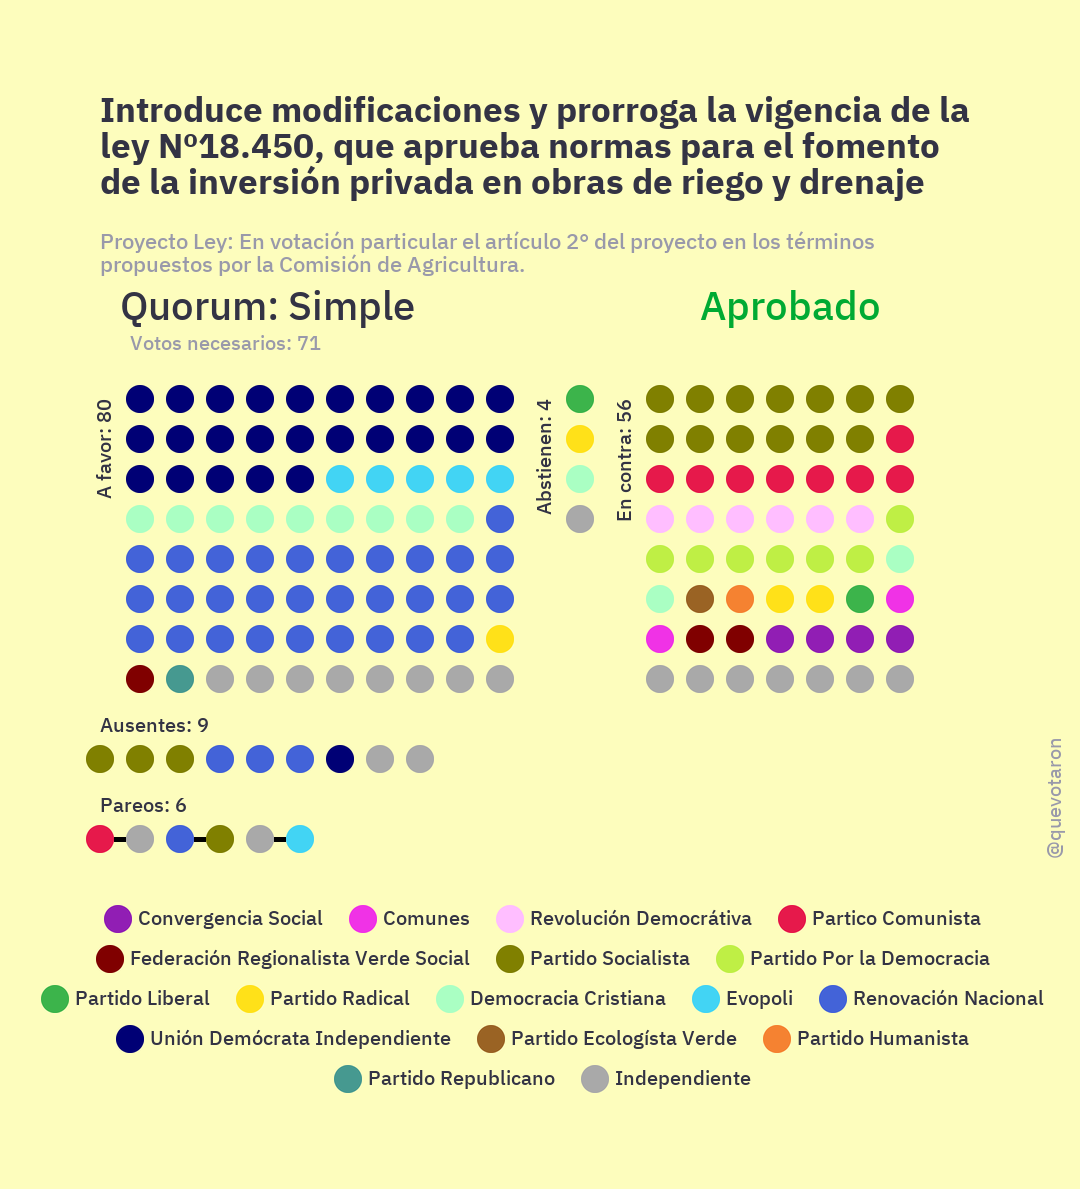 Introduce modificaciones y prorroga la vigencia de la
ley Nº18.450, que aprueba normas para el fomento
de la inversión privada en obras de riego y drenaje
Proyecto Ley: En votación particular el artículo 2° del proyecto en los términos
propuestos por la Comisión de Agricultura.
Quorum: Simple
Aprobado
Votos necesarios: 71
A favor: 80
Abstienen: 4
En contra: 56
Ausentes: 9
Pareos: 6
@quevotaron
Convergencia Social
Comunes
Revolución Democrátiva
Partico Comunista
Federación Regionalista Verde Social
Partido Socialista
Partido Por la Democracia
Partido Liberal
Partido Radical
Democracia Cristiana
Evopoli
Renovación Nacional
Unión Demócrata Independiente
Partido Ecologísta Verde
Partido Humanista
Partido Republicano
Independiente